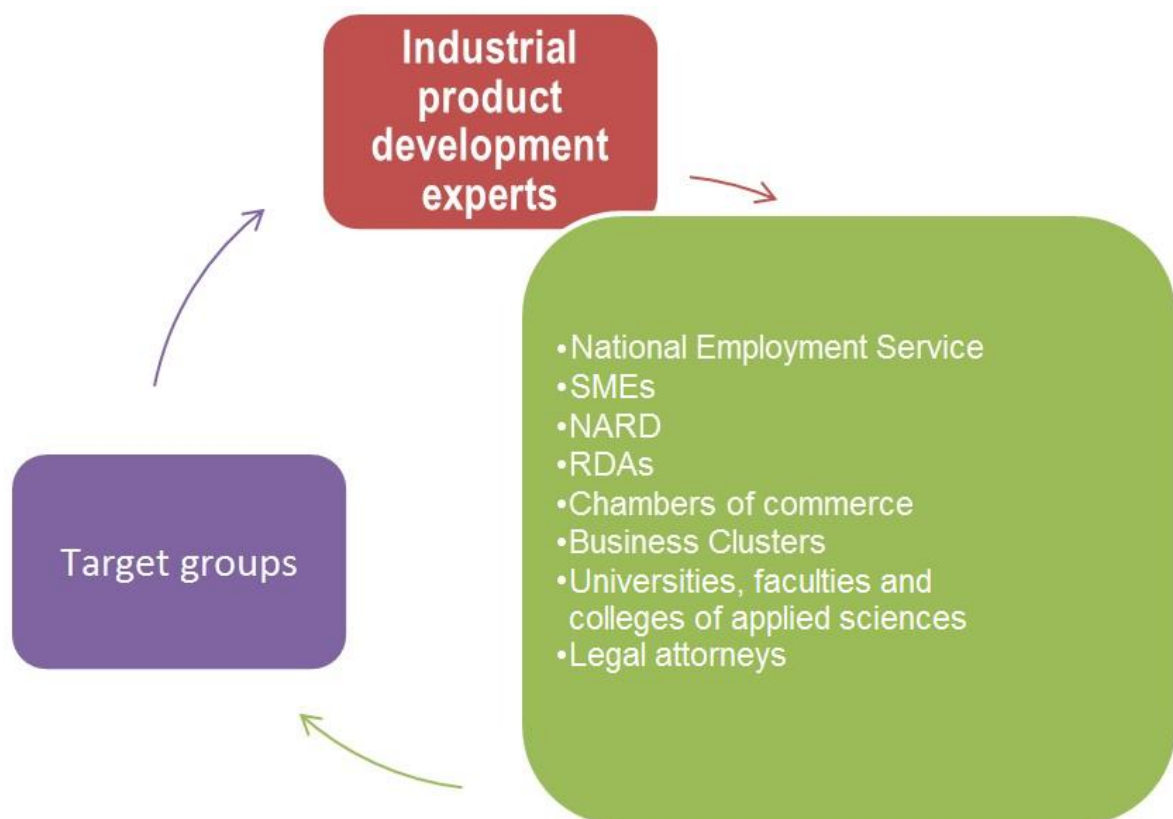 Industrial
product
development
experts
•National Employment Service
•SMEs
•NARD
•RDAs
•Chambers of commerce
•Business Clusters
•Universities, faculties and
colleges of applied sciences
•Legal attorneys
Target groups